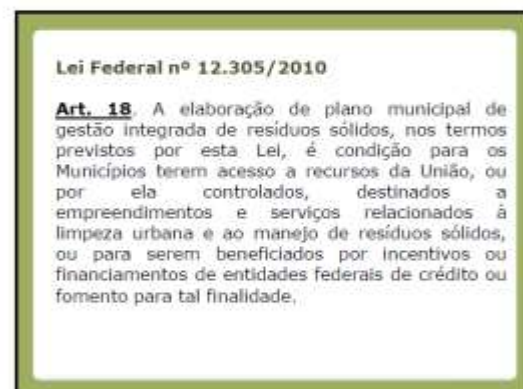 Lei Federal nº 12.305/2010
Art. 18. A elaboração de plano municipal de
gestão integrada de resíduos sólidos, nos termos
previstos por esta Lei, é condição para os
Municípios terem acesso a recursos da União, ou
por ela controlados, destinados a
empreendimentos e serviços relacionados à
limpeza urbana e ao manejo de resíduos sólidos,
ou para serem beneficiados por incentivos ou
financiamentos de entidades federais de crédito ou
fomento para tal finalidade.